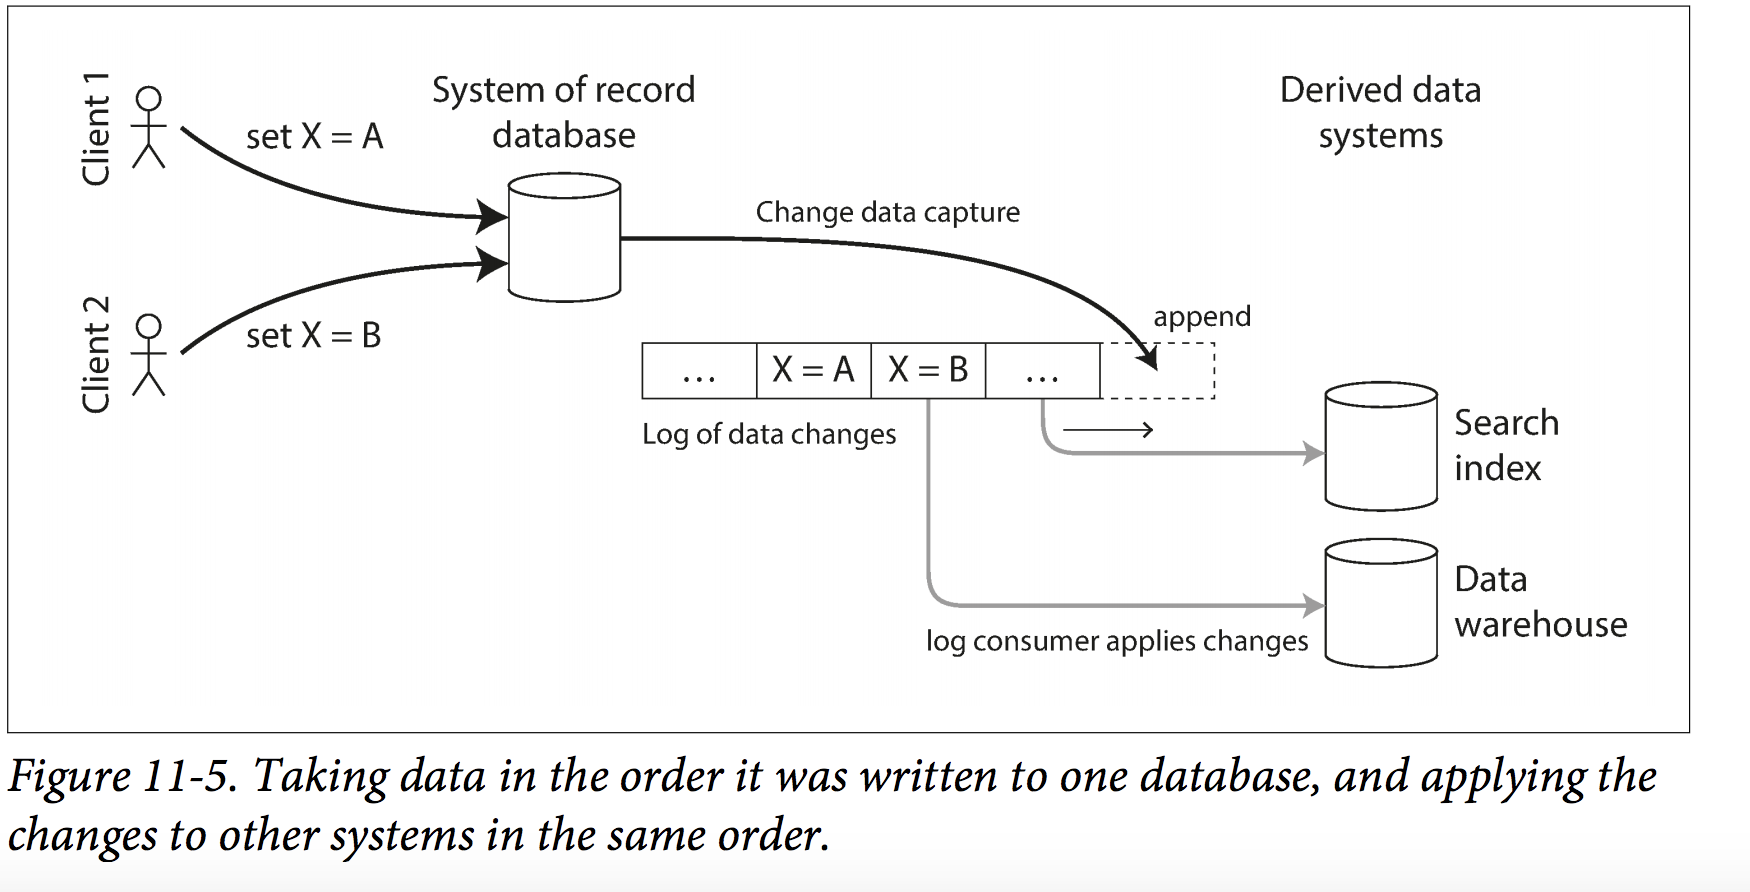 Client 1
set X = A
System of record
database
Derived data
systems
Change data capture
Client 2
set X = B
append
...
X = A
X = B
...
Log of data changes
Search
index
Data
warehouse
log consumer applies changes
Figure 11-5. Taking data in the order it was written to one database, and applying the
changes to other systems in the same order.